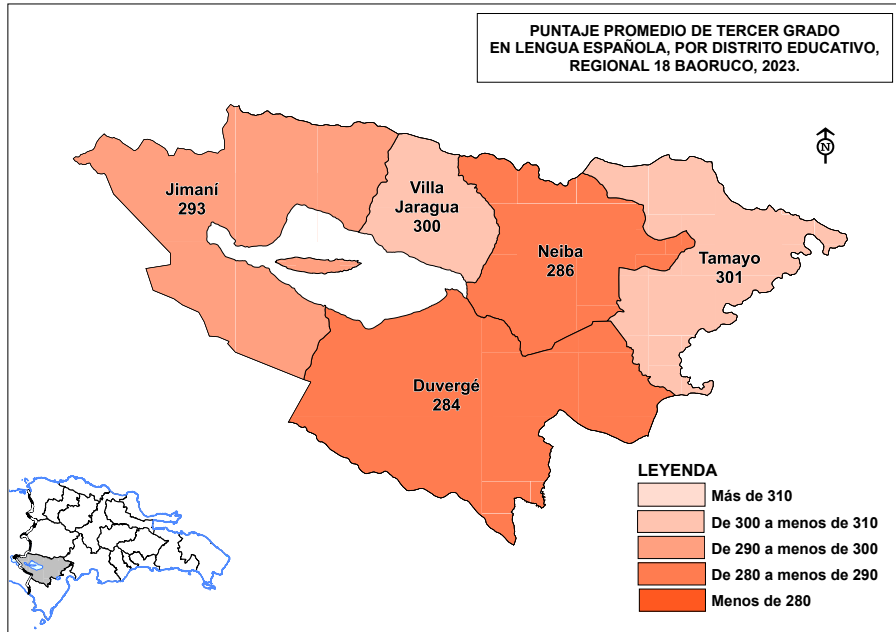 PUNTAJE PROMEDIO DE TERCER GRADO
EN LENGUA ESPAÑOLA, POR DISTRITO EDUCATIVO,
REGIONAL 18 BAORUCO, 2023.
N
Jimaní
293
Villa
Jaragua
300
Neiba
286
Tamayo
301
Duvergé
284
LEYENDA
Más de 310
De 300 a menos de 310
De 290 a menos de 300
De 280 a menos de 290
Menos de 280